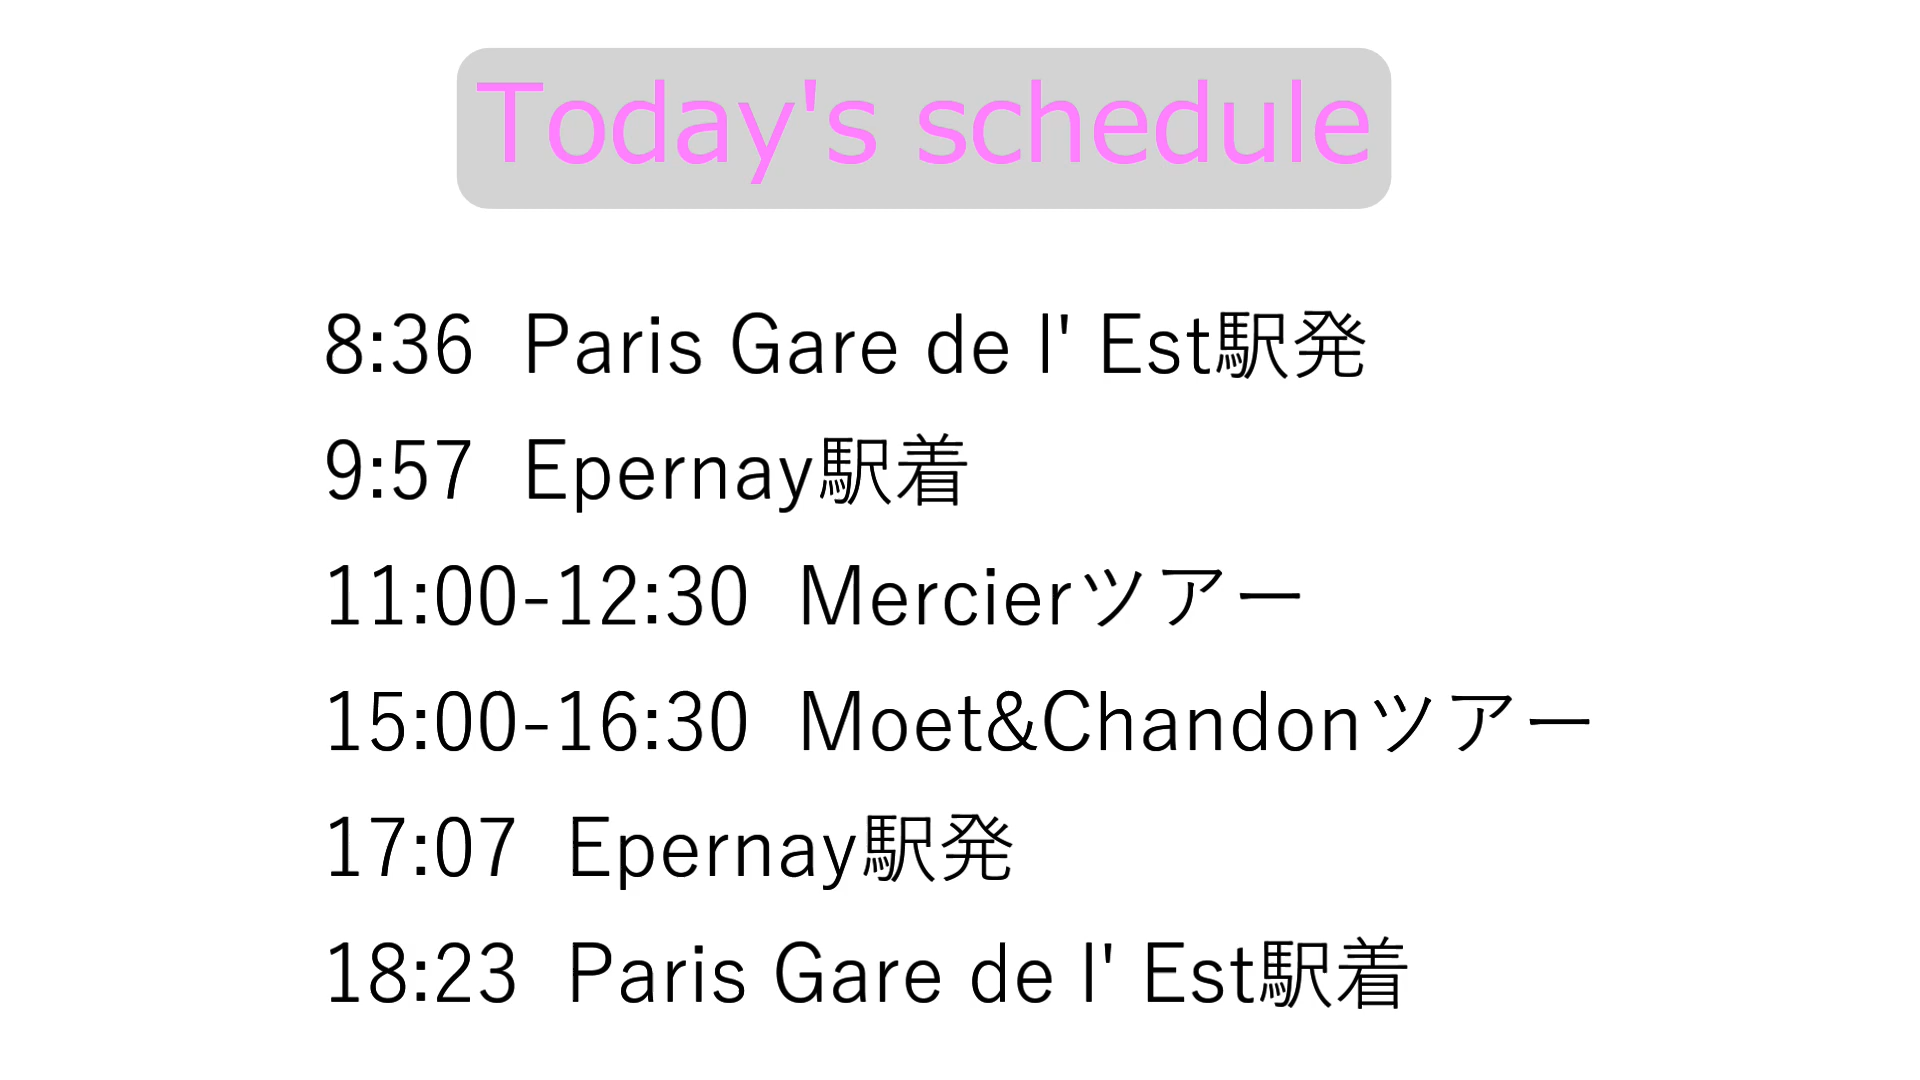 Today's schedule
8:36 Paris Gare de l' Est駅発
9:57 Epernay駅着
11:00-12:30 Mercierツアー
15:00-16:30 Moet&Chandonツアー
17:07 Epernay駅発
18:23 Paris Gare de l' Est駅着